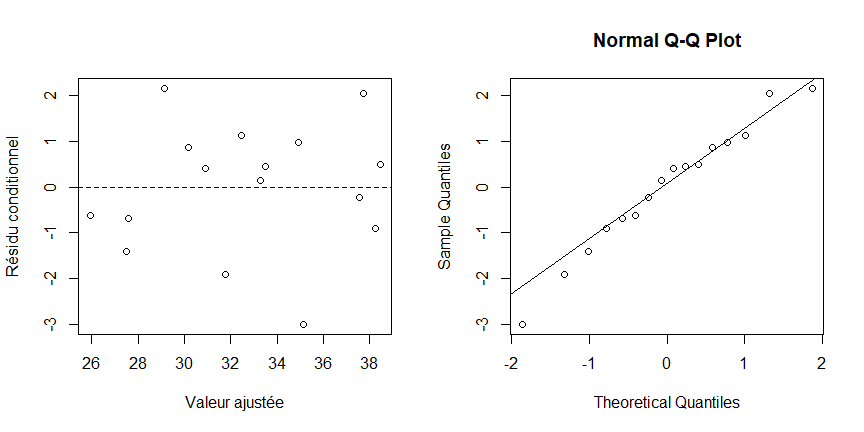 Résidu conditionnel
2
1
0
-1
-2
-3
26 28 30 32 34 36 38
Valeur ajustée
Normal Q-Q Plot
Sample Quantiles
2
1
0
-1
-2
-3
-2 -1 0 1 2
Theoretical Quantiles